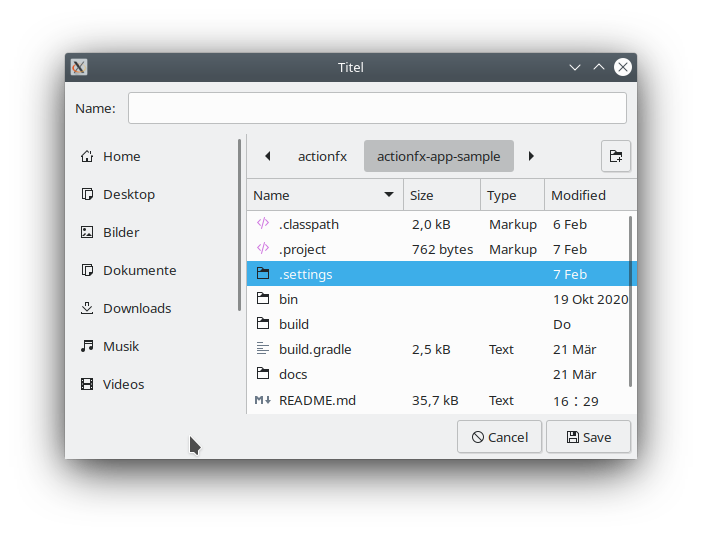 Titel
Name:
actionfx actionfx-app-sample
Home
Desktop
Bilder
Dokumente
Downloads
Musik
Videos
Name Size Type Modified
.classpath 2,0 kB Markup 6 Feb
.project 762 bytes Markup 7 Feb
.settings 7 Feb
bin 19 Okt 2020
build Do
build.gradle 2,5 kB Text 21 Mär
docs 21 Mär
README.md 35,7 kB Text 16:29
Cancel Save